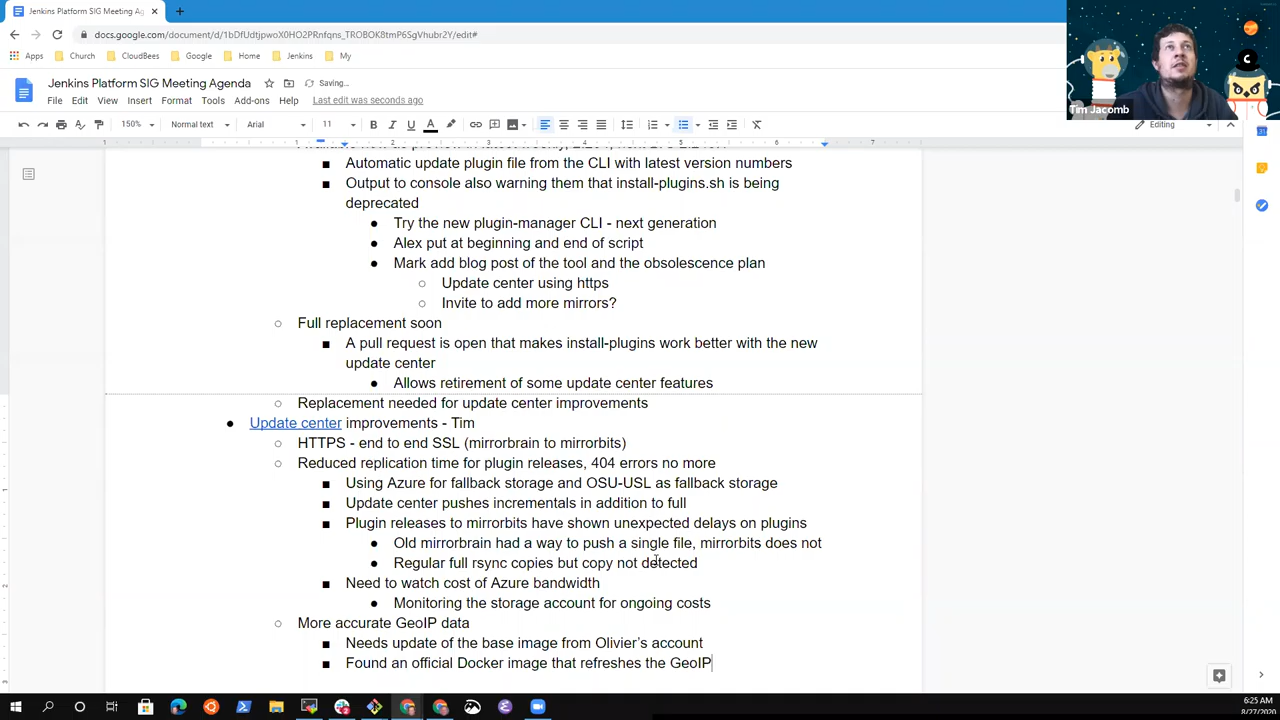 Jenkins Platform SIG Meeting Ag
docs.google.com/document/d/1bDfUdtjpwoX0HO2PRnfqns_TROBOK8tmP6SgVhubr2Y/edit#
Apps Church CloudBees Google Home Jenkins My
Jenkins Platform SIG Meeting Agenda Saving...
File Edit View Insert Format Tools Add-ons Help Last edit was seconds ago
Tim Jacomb
150% Normal text Arial 11 Editing
1 1 2 3 4 5 6 7
Automatic update plugin file from the CLI with latest version numbers
Output to console also warning them that install-plugins.sh is being
deprecated
Try the new plugin-manager CLI - next generation
Alex put at beginning and end of script
Mark add blog post of the tool and the obsolescence plan
Update center using https
Invite to add more mirrors?
Full replacement soon
A pull request is open that makes install-plugins work better with the new
update center
Allows retirement of some update center features
Replacement needed for update center improvements
Update center improvements - Tim
HTTPS - end to end SSL (mirrorbrain to mirrorbits)
Reduced replication time for plugin releases, 404 errors no more
Using Azure for fallback storage and OSU-USL as fallback storage
Update center pushes incrementals in addition to full
Plugin releases to mirrorbits have shown unexpected delays on plugins
Old mirrorbrain had a way to push a single file, mirrorbits does not
Regular full rsync copies but copy not detected
Need to watch cost of Azure bandwidth
Monitoring the storage account for ongoing costs
More accurate GeoIP data
Needs update of the base image from Olivier's account
Found an official Docker image that refreshes the GeoIP
6:25 AM
8/27/2020